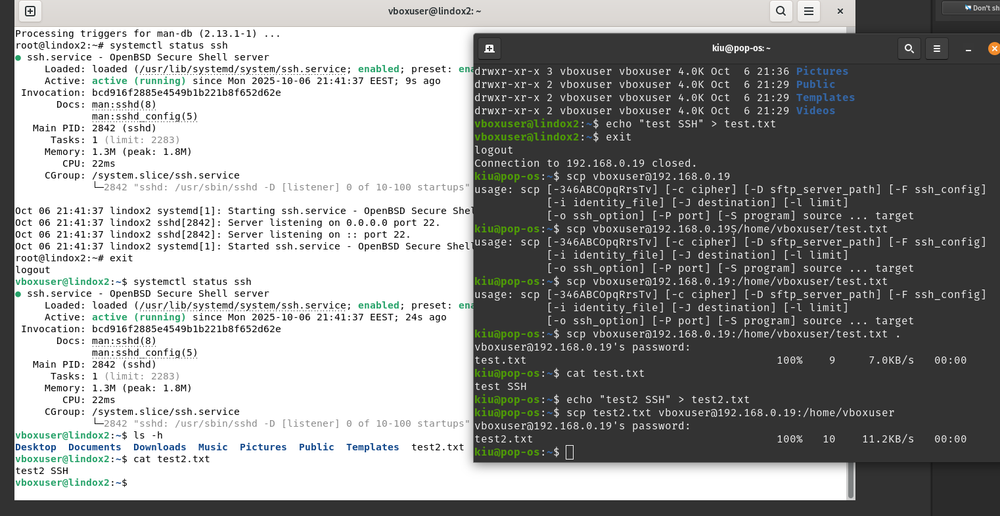 vboxuser@lindox2: ~
Processing triggers for man-db (2.13.1-1) ...
root@lindox2:~# systemctl status ssh
● ssh.service - OpenBSD Secure Shell server
     Loaded: loaded (/usr/lib/systemd/system/ssh.service; enabled; preset: ena
     Active: active (running) since Mon 2025-10-06 21:41:37 EEST; 9s ago
 Invocation: bcd916f2885e4549b1b221b8f652d62e
       Docs: man:sshd(8)
             man:sshd_config(5)
   Main PID: 2842 (sshd)
      Tasks: 1 (limit: 2283)
     Memory: 1.3M (peak: 1.8M)
        CPU: 22ms
     CGroup: /system.slice/ssh.service
             └─2842 "sshd: /usr/sbin/sshd -D [listener] 0 of 10-100 startups"
Oct 06 21:41:37 lindox2 systemd[1]: Starting ssh.service - OpenBSD Secure Shel
Oct 06 21:41:37 lindox2 sshd[2842]: Server listening on 0.0.0.0 port 22.
Oct 06 21:41:37 lindox2 sshd[2842]: Server listening on :: port 22.
Oct 06 21:41:37 lindox2 systemd[1]: Started ssh.service - OpenBSD Secure Shell
root@lindox2:~# exit
logout
vboxuser@lindox2:~$ systemctl status ssh
● ssh.service - OpenBSD Secure Shell server
     Loaded: loaded (/usr/lib/systemd/system/ssh.service; enabled; preset: ena
     Active: active (running) since Mon 2025-10-06 21:41:37 EEST; 24s ago
 Invocation: bcd916f2885e4549b1b221b8f652d62e
       Docs: man:sshd(8)
             man:sshd_config(5)
   Main PID: 2842 (sshd)
      Tasks: 1 (limit: 2283)
     Memory: 1.3M (peak: 1.8M)
        CPU: 22ms
     CGroup: /system.slice/ssh.service
             └─2842 "sshd: /usr/sbin/sshd -D [listener] 0 of 10-100 startups"
vboxuser@lindox2:~$ ls -h
Desktop  Documents  Downloads  Music  Pictures  Public  Templates  test2.txt
vboxuser@lindox2:~$ cat test2.txt
test2 SSH
vboxuser@lindox2:~$
kiu@pop-os: ~
drwxr-xr-x 3 vboxuser vboxuser 4.0K Oct  6 21:36 Pictures
drwxr-xr-x 2 vboxuser vboxuser 4.0K Oct  6 21:29 Public
drwxr-xr-x 2 vboxuser vboxuser 4.0K Oct  6 21:29 Templates
drwxr-xr-x 2 vboxuser vboxuser 4.0K Oct  6 21:29 Videos
vboxuser@lindox2:~$ echo "test SSH" > test.txt
vboxuser@lindox2:~$ exit
logout
Connection to 192.168.0.19 closed.
kiu@pop-os:~$ scp vboxuser@192.168.0.19
usage: scp [-346ABCOpqRrsTv] [-c cipher] [-D sftp_server_path] [-F ssh_config]
           [-i identity_file] [-J destination] [-l limit]
           [-o ssh_option] [-P port] [-S program] source ... target
kiu@pop-os:~$ scp vboxuser@192.168.0.19$/home/vboxuser/test.txt
usage: scp [-346ABCOpqRrsTv] [-c cipher] [-D sftp_server_path] [-F ssh_config]
           [-i identity_file] [-J destination] [-l limit]
           [-o ssh_option] [-P port] [-S program] source ... target
kiu@pop-os:~$ scp vboxuser@192.168.0.19:/home/vboxuser/test.txt
usage: scp [-346ABCOpqRrsTv] [-c cipher] [-D sftp_server_path] [-F ssh_config]
           [-i identity_file] [-J destination] [-l limit]
           [-o ssh_option] [-P port] [-S program] source ... target
kiu@pop-os:~$ scp vboxuser@192.168.0.19:/home/vboxuser/test.txt .
vboxuser@192.168.0.19's password:
test.txt                                      100%    9     7.0KB/s   00:00
kiu@pop-os:~$ cat test.txt
test SSH
kiu@pop-os:~$ echo "test2 SSH" > test2.txt
kiu@pop-os:~$ scp test2.txt vboxuser@192.168.0.19:/home/vboxuser
vboxuser@192.168.0.19's password:
test2.txt                                     100%   10    11.2KB/s   00:00
kiu@pop-os:~$
Don't sh